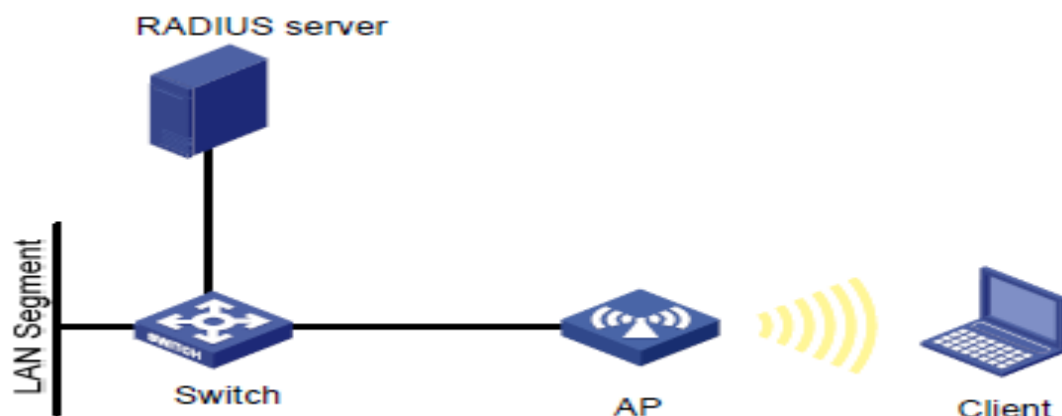 RADIUS server
LAN Segment
SWITCH
Switch
AP
Client